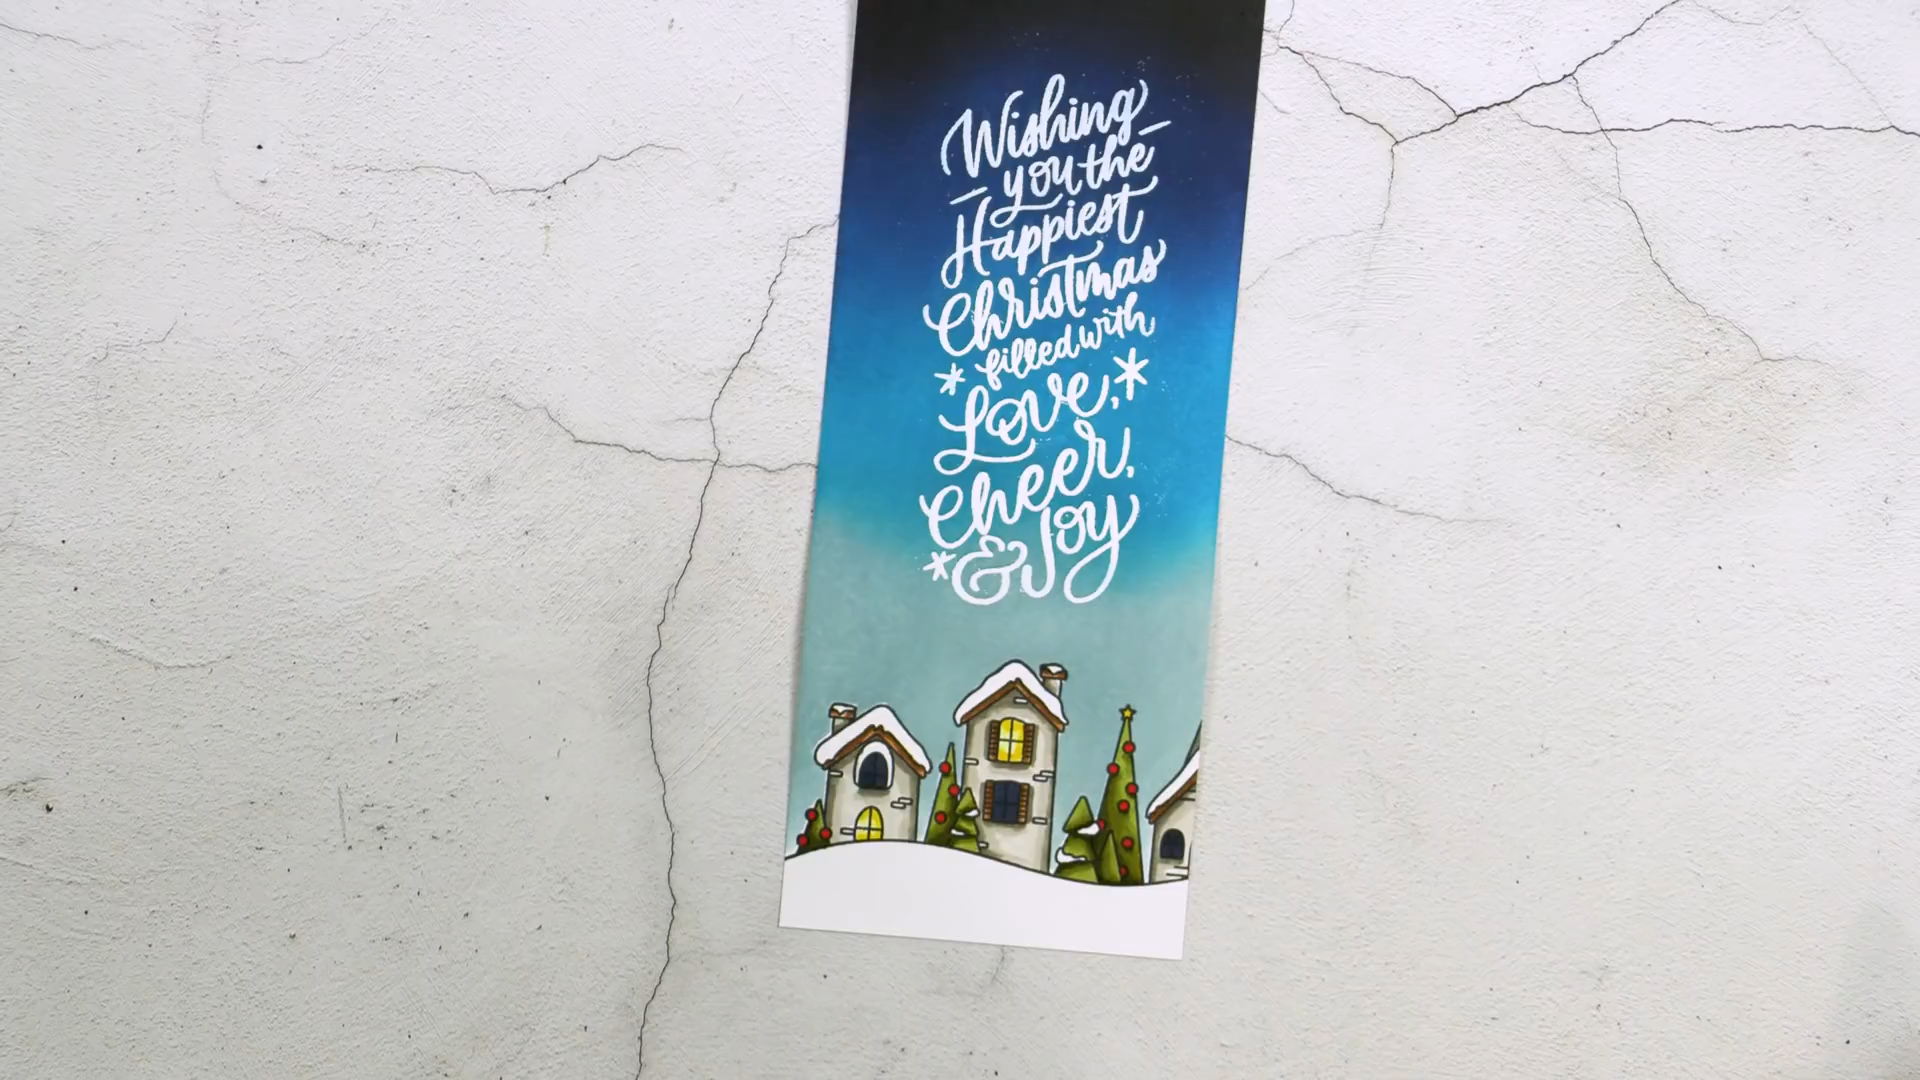 Wishing
you the
Happiest
Christmas
filled with
Love,
Cheer,
& Joy